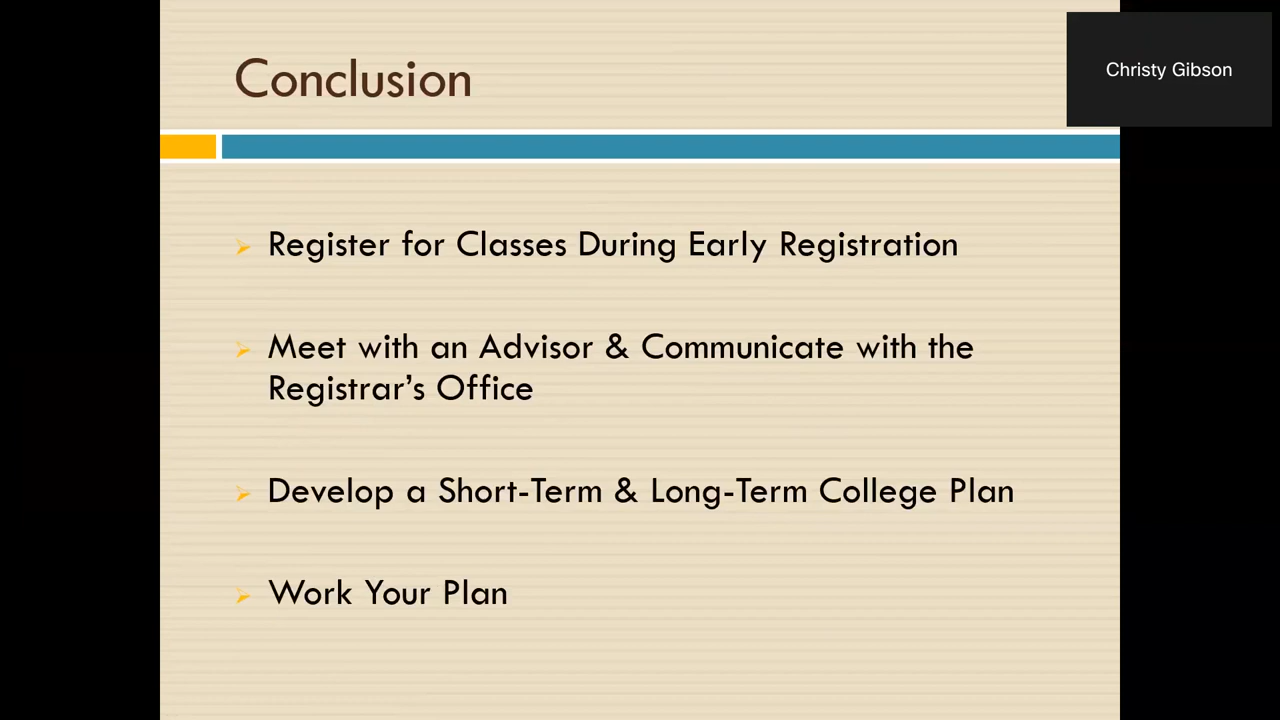 Conclusion
Christy Gibson
Register for Classes During Early Registration
Meet with an Advisor & Communicate with the
Registrar’s Office
Develop a Short-Term & Long-Term College Plan
Work Your Plan